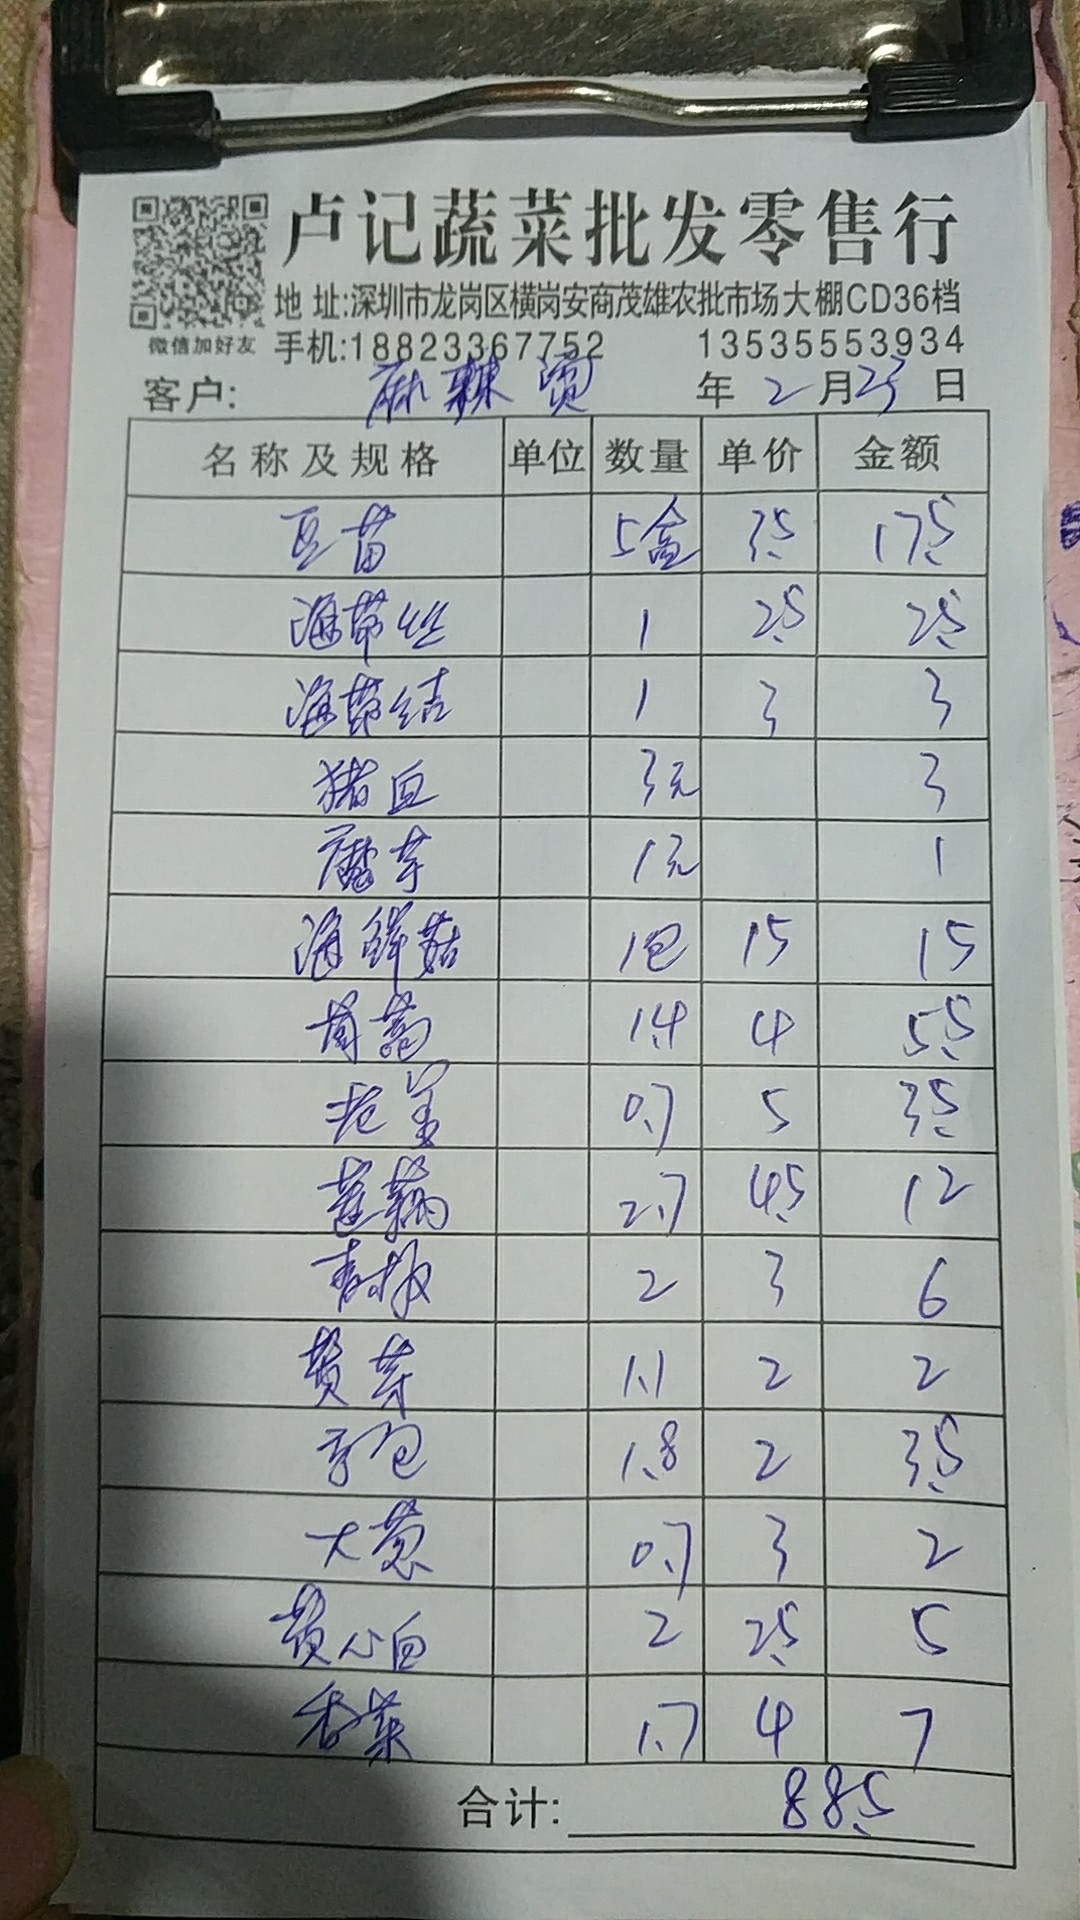 卢记蔬菜批发零售行
地 址:深圳市龙岗区横岗安商茂雄农批市场大棚CD36档
微信加好友 手机:18823367752 13535553934
客户: 麻辣烫 年 2 月 23 日
名称及规格 单位 数量 单价 金额
豆苗 5盒 3.5 17.5
海带丝 1 2.5 2.5
海带结 1 3 3
猪血 3元 3
魔芋 1元 1
海鲜菇 1包 15 15
茼蒿 1.4 4 5.5
0.7 5 3.5
莲藕 2.7 4.5 12
青椒 2 3 6
黄芽 1.1 2 2
1.8 2 3.5
大葱 0.7 3 2
黄心白 2 2.5 5
香菜 1.7 4 7
合计: 88.5